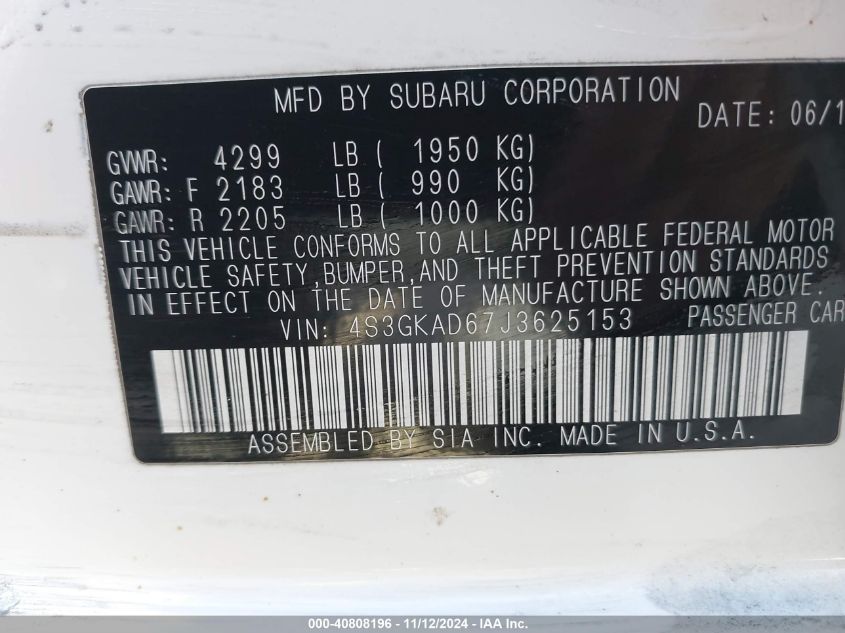 MFD BY SUBARU CORPORATION
DATE: 06/1
GVWR: 4299 LB ( 1950 KG)
GAWR: F 2183 LB ( 990 KG)
GAWR: R 2205 LB ( 1000 KG)
THIS VEHICLE CONFORMS TO ALL APPLICABLE FEDERAL MOTOR
VEHICLE SAFETY,BUMPER,AND THEFT PREVENTION STANDARDS
IN EFFECT ON THE DATE OF MANUFACTURE SHOWN ABOVE.
VIN: 4S3GKAD67J3625153 PASSENGER CAR
ASSEMBLED BY SIA INC. MADE IN U.S.A.
000-40808196 - 11/12/2024 - IAA Inc.